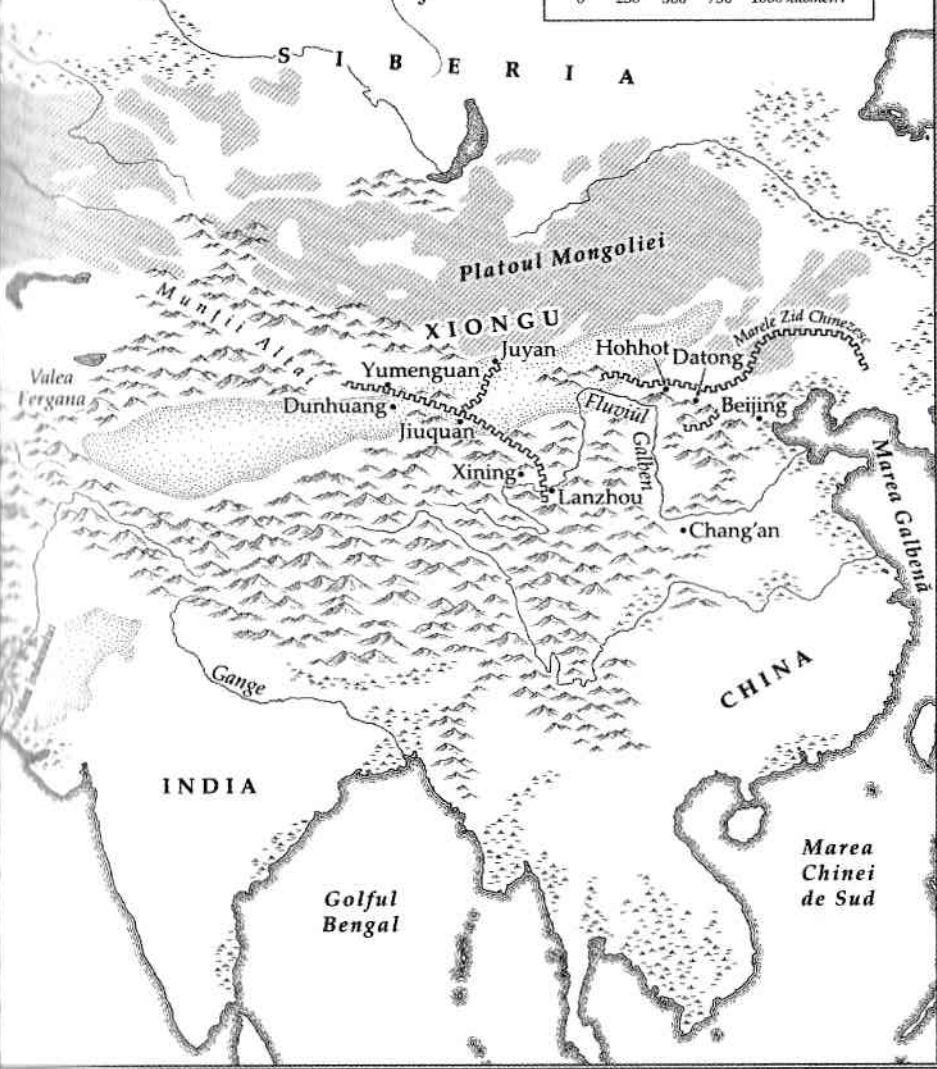 SIBERIA
Platoul Mongoliei
Munții Altai
XIONGU
Marele Zid Chinezesc
Juyan
Hohhot
Datong
Yumenguan
Valea
Fergana
Dunhuang
Fluviul
Galben
Beijing
Jiuquan
Xining
Lanzhou
Chang'an
Marea Galbenă
Gange
CHINA
INDIA
Marea
Chinei
de Sud
Golful
Bengal